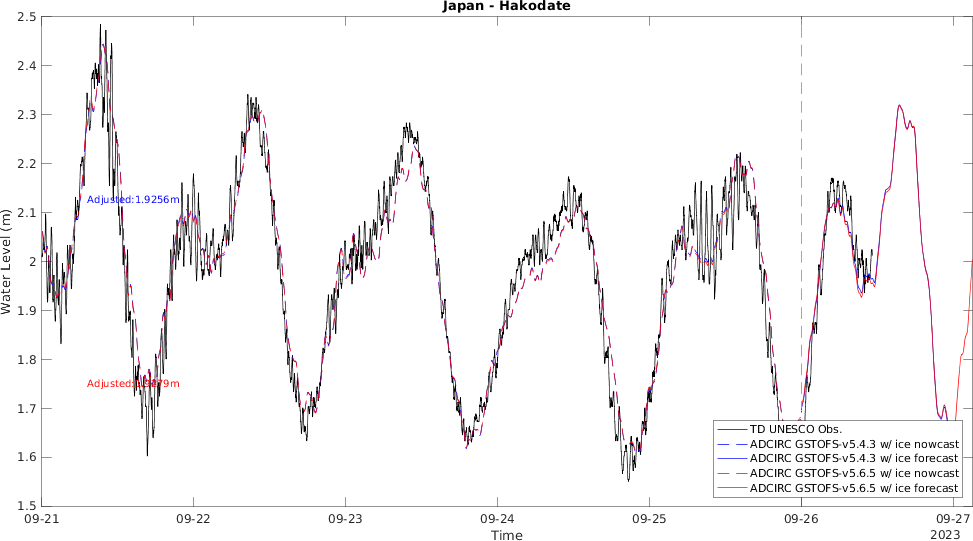 Japan - Hakodate
Water Level (m)
2.5
2.4
2.3
2.2
2.1
2
1.9
1.8
1.7
1.6
1.5
Adjusted:1.9256m
TD UNESCO Obs.
ADCIRC GSTOFS-v5.4.3 w/ ice nowcast
ADCIRC GSTOFS-v5.4.3 w/ ice forecast
ADCIRC GSTOFS-v5.6.5 w/ ice nowcast
ADCIRC GSTOFS-v5.6.5 w/ ice forecast
09-21 09-22 09-23 09-24 09-25 09-26 09-27
Time
2023